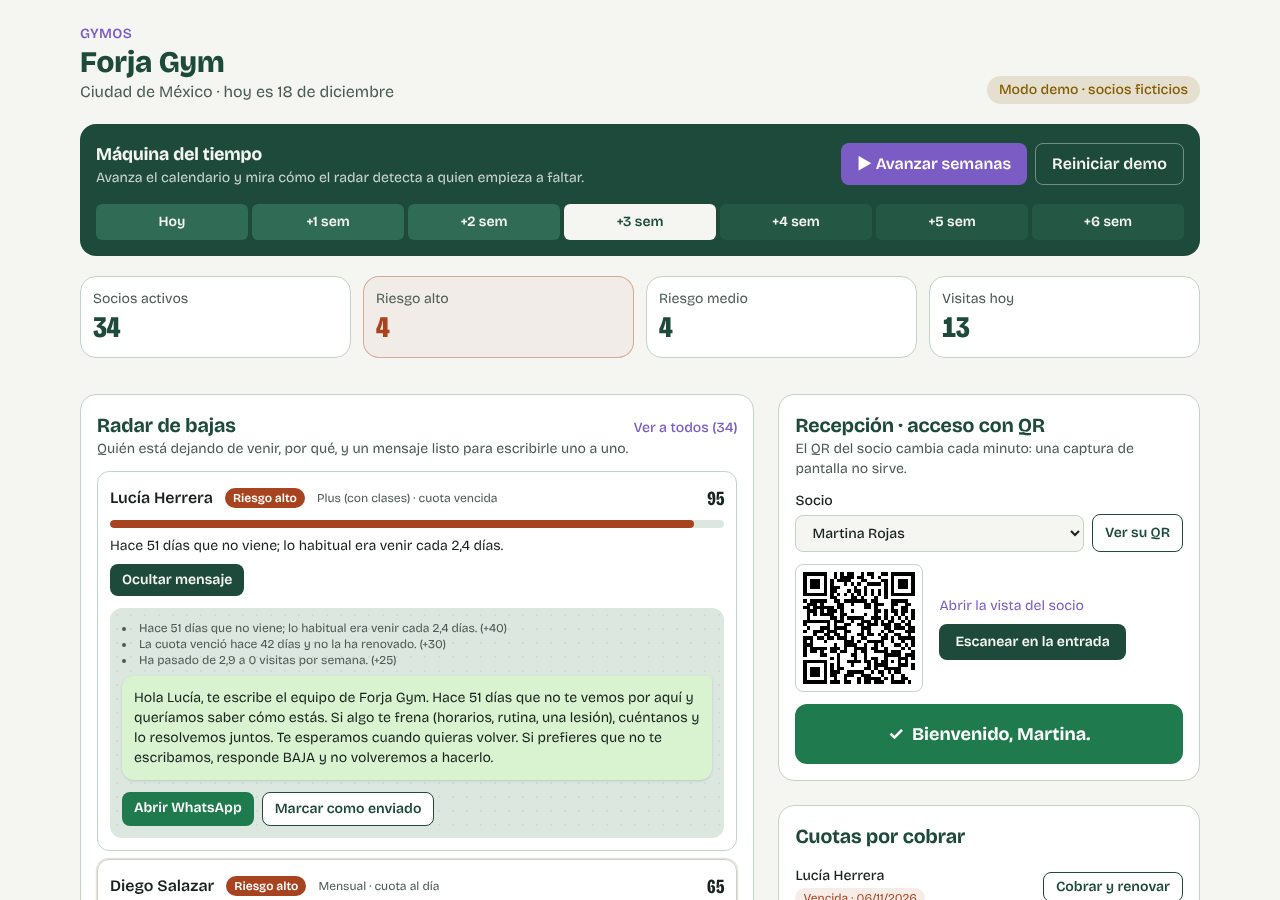 GYMOS
Forja Gym
Ciudad de México · hoy es 18 de diciembre
Modo demo · socios ficticios
Máquina del tiempo
Avanza el calendario y mira cómo el radar detecta a quien empieza a faltar.
▶ Avanzar semanas
Reiniciar demo
Hoy
+1 sem
+2 sem
+3 sem
+4 sem
+5 sem
+6 sem
Socios activos
34
Riesgo alto
4
Riesgo medio
4
Visitas hoy
13
Radar de bajas
Ver a todos (34)
Quién está dejando de venir, por qué, y un mensaje listo para escribirle uno a uno.
Lucía Herrera
Riesgo alto
Plus (con clases) · cuota vencida
95
Hace 51 días que no viene; lo habitual era venir cada 2,4 días.
Ocultar mensaje
• Hace 51 días que no viene; lo habitual era venir cada 2,4 días. (+40)
• La cuota venció hace 42 días y no la ha renovado. (+30)
• Ha pasado de 2,9 a 0 visitas por semana. (+25)
Hola Lucía, te escribe el equipo de Forja Gym. Hace 51 días que no te vemos por aquí y
queríamos saber cómo estás. Si algo te frena (horarios, rutina, una lesión), cuéntanos y
lo resolvemos juntos. Te esperamos cuando quieras volver. Si prefieres que no te
escribamos, responde BAJA y no volveremos a hacerlo.
Abrir WhatsApp
Marcar como enviado
Diego Salazar
Riesgo alto
Mensual · cuota al día
65
Recepción · acceso con QR
El QR del socio cambia cada minuto: una captura de
pantalla no sirve.
Socio
Martina Rojas
Ver su QR
Abrir la vista del socio
Escanear en la entrada
✓ Bienvenido, Martina.
Cuotas por cobrar
Lucía Herrera
Vencida · 06/11/2026
Cobrar y renovar